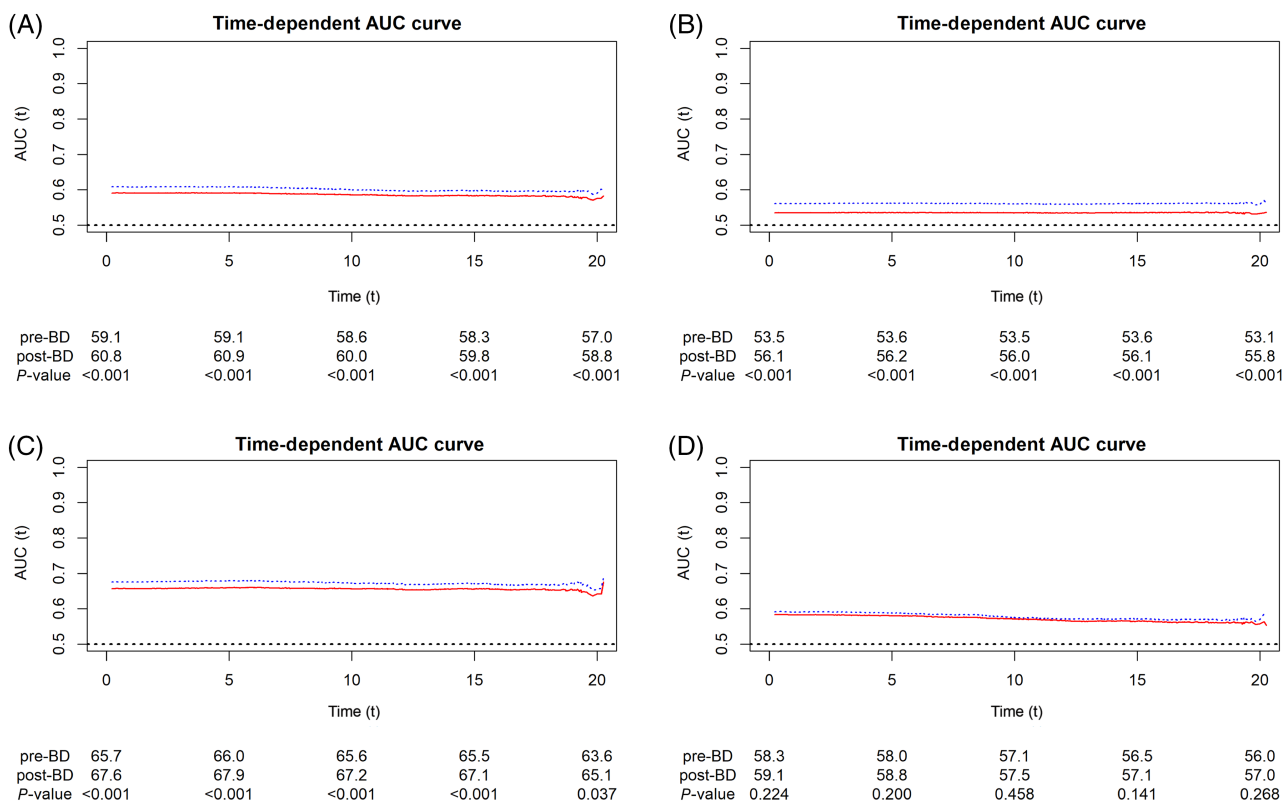 (A)
Time-dependent AUC curve
AUC (t)
1.0
0.9
0.8
0.7
0.6
0.5
0 5 10 15 20
Time (t)
pre-BD 59.1 59.1 58.6 58.3 57.0
post-BD 60.8 60.9 60.0 59.8 58.8
P-value <0.001 <0.001 <0.001 <0.001 <0.001
(B)
Time-dependent AUC curve
AUC (t)
1.0
0.9
0.8
0.7
0.6
0.5
0 5 10 15 20
Time (t)
pre-BD 53.5 53.6 53.5 53.6 53.1
post-BD 56.1 56.2 56.0 56.1 55.8
P-value <0.001 <0.001 <0.001 <0.001 <0.001
(C)
Time-dependent AUC curve
AUC (t)
1.0
0.9
0.8
0.7
0.6
0.5
0 5 10 15 20
Time (t)
pre-BD 65.7 66.0 65.6 65.5 63.6
post-BD 67.6 67.9 67.2 67.1 65.1
P-value <0.001 <0.001 <0.001 <0.001 0.037
(D)
Time-dependent AUC curve
AUC (t)
1.0
0.9
0.8
0.7
0.6
0.5
0 5 10 15 20
Time (t)
pre-BD 58.3 58.0 57.1 56.5 56.0
post-BD 59.1 58.8 57.5 57.1 57.0
P-value 0.224 0.200 0.458 0.141 0.268